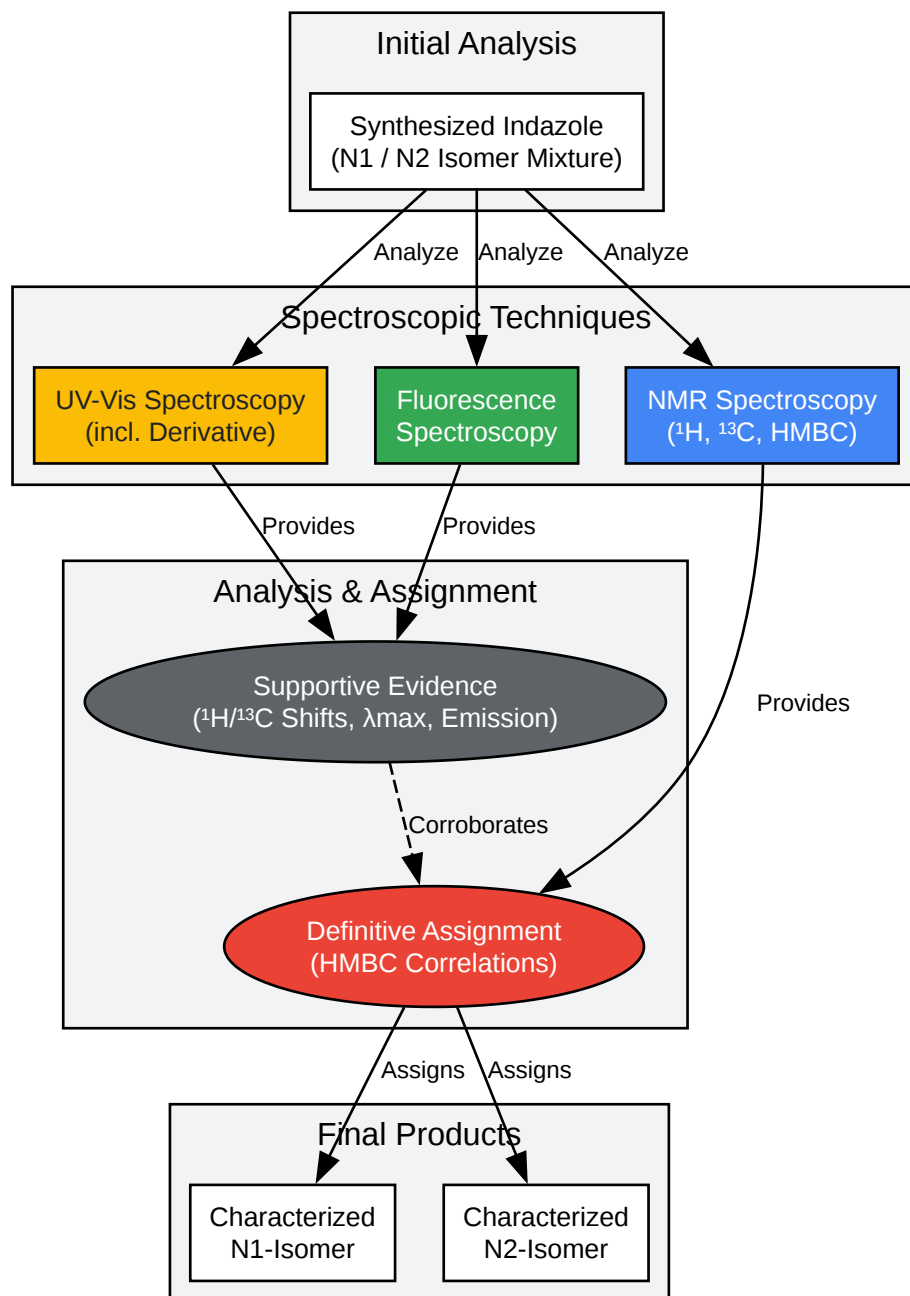 Initial Analysis
Synthesized Indazole
(N1 / N2 Isomer Mixture)
Analyze
Analyze
Analyze
Spectroscopic Techniques
UV-Vis Spectroscopy
(incl. Derivative)
Fluorescence
Spectroscopy
NMR Spectroscopy
(¹H, ¹³C, HMBC)
Provides
Provides
Provides
Analysis & Assignment
Supportive Evidence
(¹H/¹³C Shifts, λmax, Emission)
Corroborates
Definitive Assignment
(HMBC Correlations)
Assigns
Assigns
Final Products
Characterized
N1-Isomer
Characterized
N2-Isomer